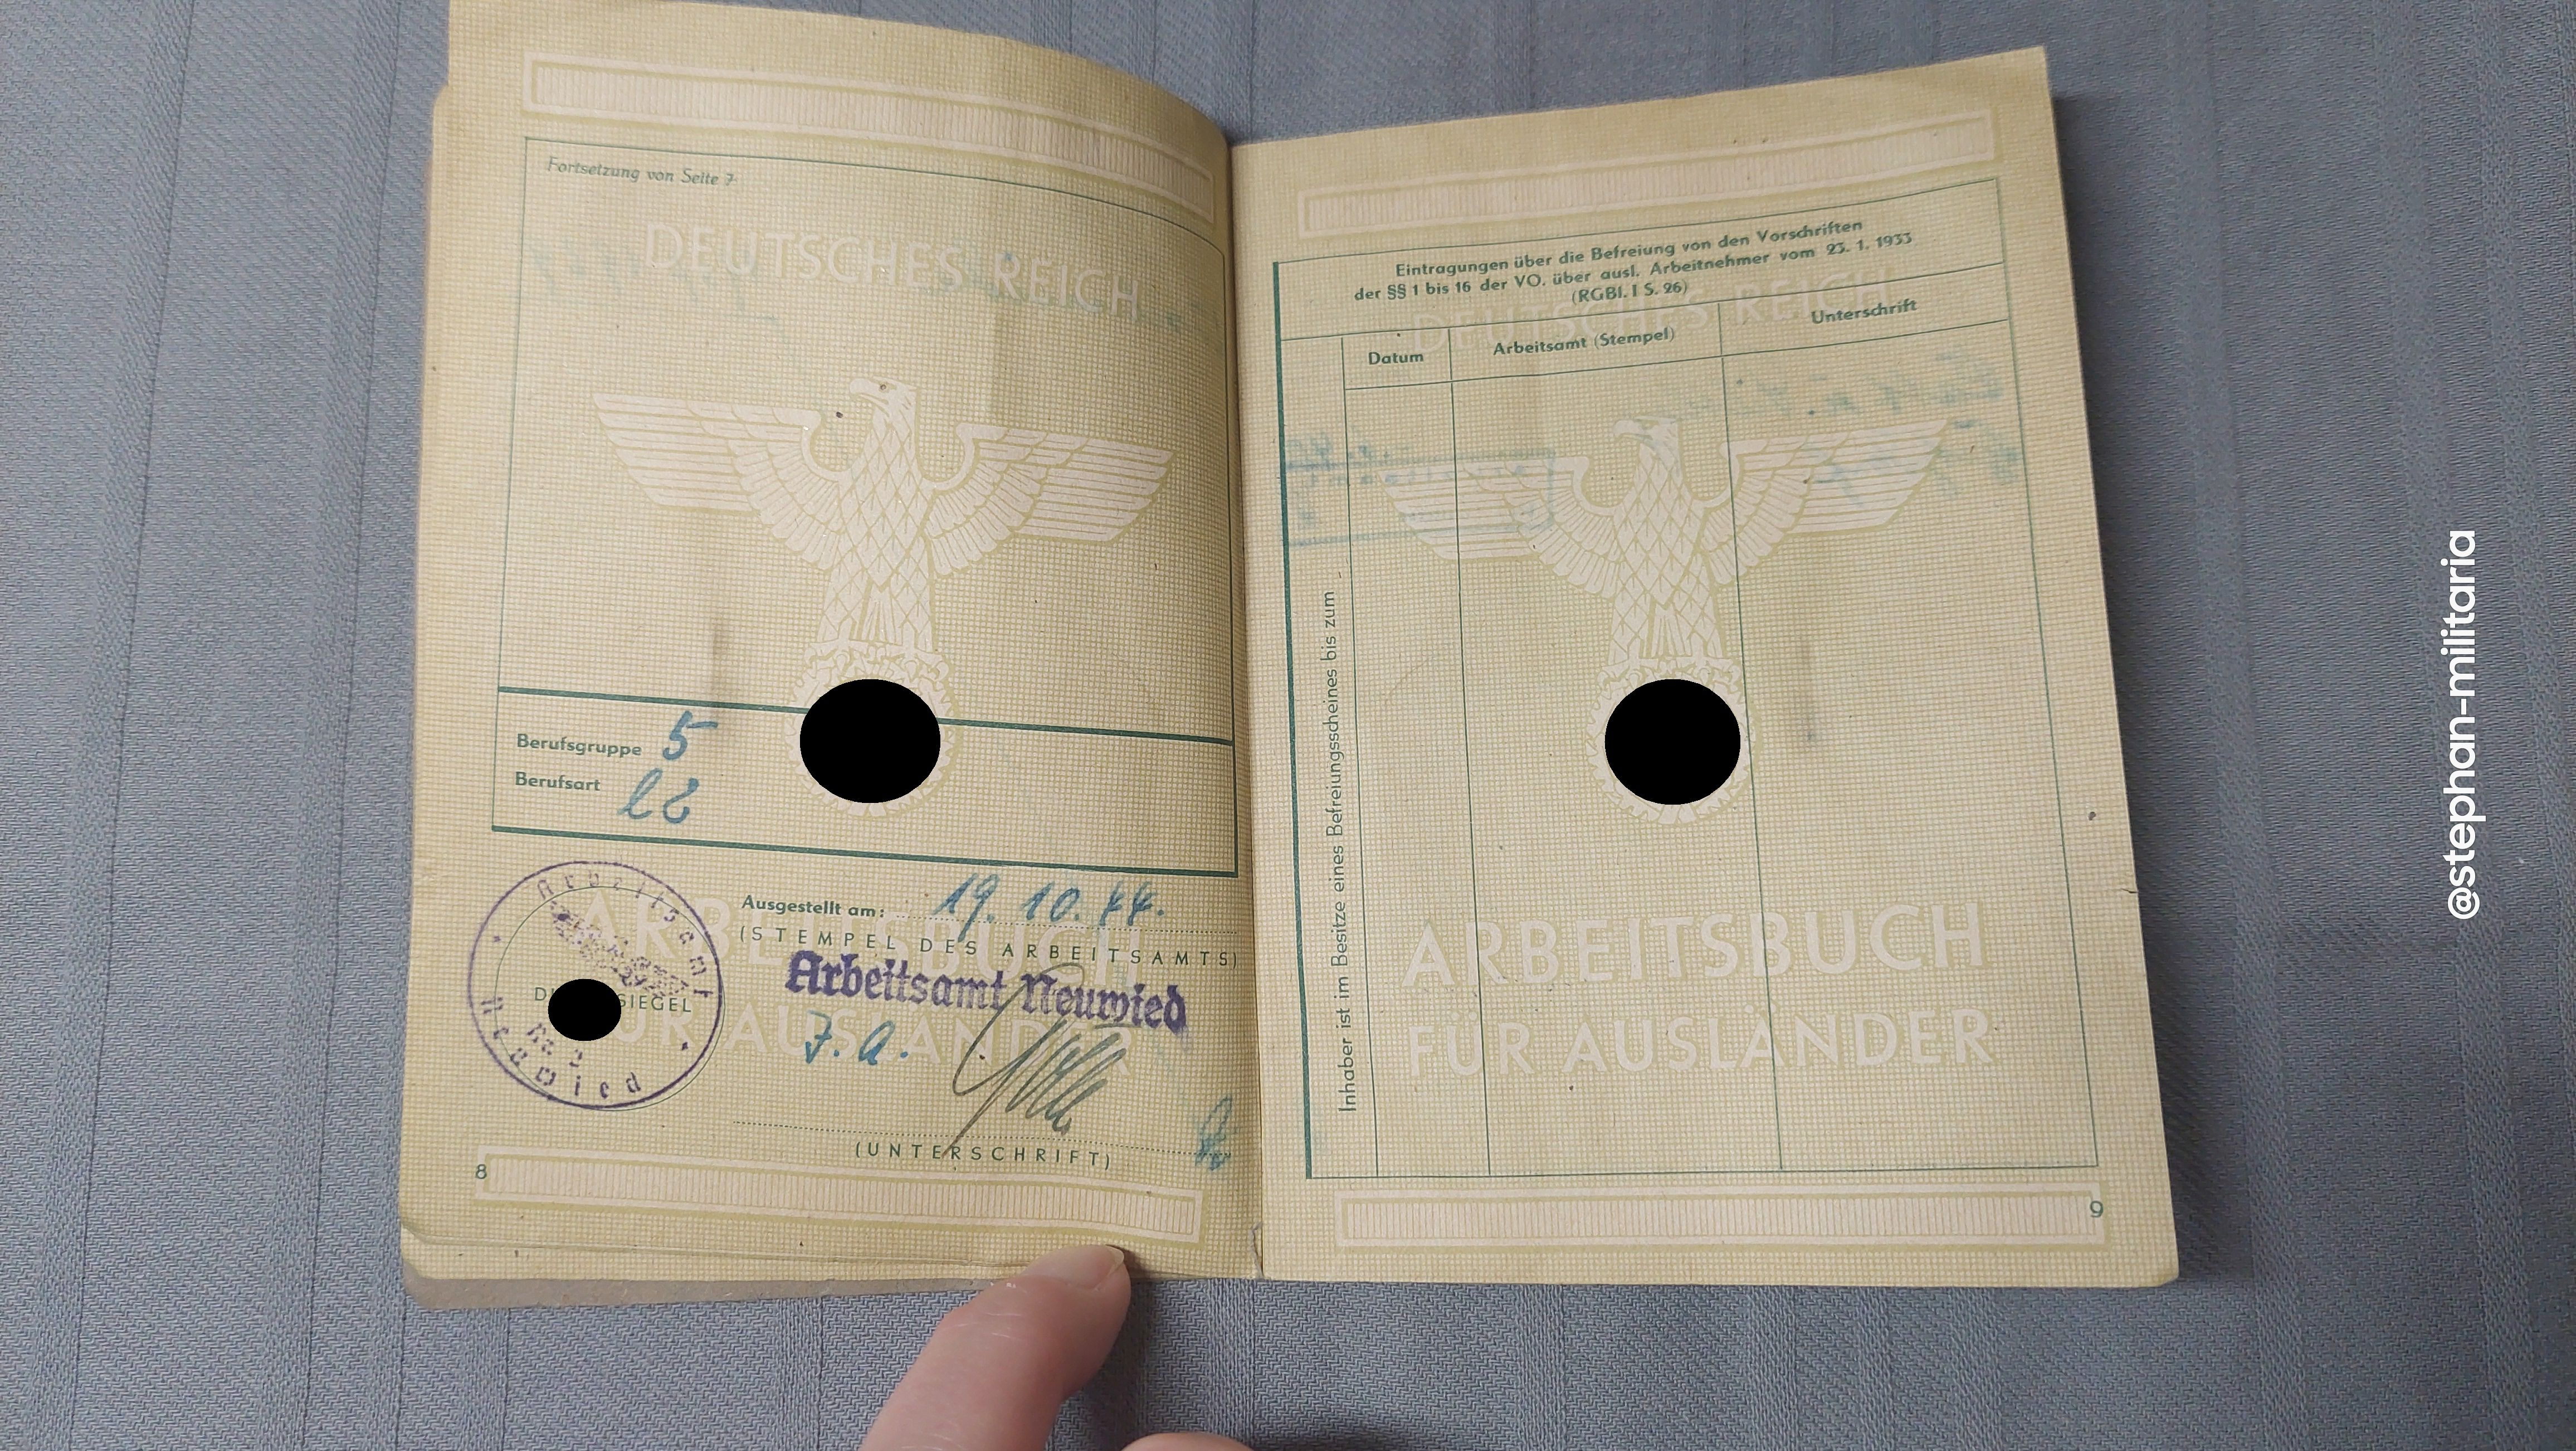 Fortsetzung von Seite 7
DEUTSCHES REICH
Berufsgruppe 5
Berufsart
Arbeitsamt
Neuwied
SIEGEL
Ausgestellt am: 19. 10. 44.
(STEMPEL DES ARBEITSAMTS)
Arbeitsamt Neuwied
J. A.
(UNTERSCHRIFT)
ARBEITSBUCH
FÜR AUSLÄNDER
8
Eintragungen über die Befreiung von den Vorschriften
der §§ 1 bis 16 der VO. über ausl. Arbeitnehmer vom 23. 1. 1933
(RGBl. I S. 26)
DEUTSCHES REICH
Datum
Arbeitsamt (Stempel)
Unterschrift
Inhaber ist im Besitze eines Befreiungsscheines bis zum
ARBEITSBUCH
FÜR AUSLÄNDER
9
@stephan-militaria